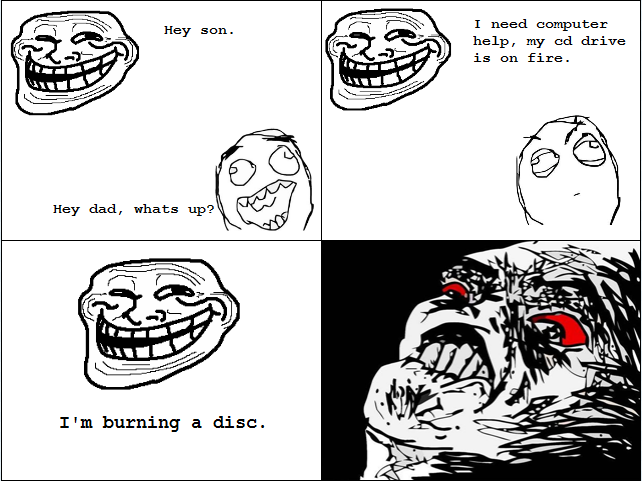 Hey son.
Hey dad, whats up?
I need computer
help, my cd drive
is on fire.
I'm burning a disc.